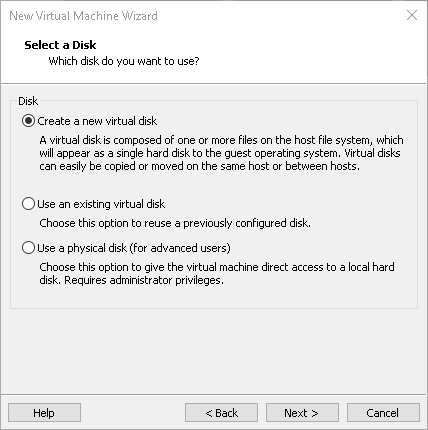 New Virtual Machine Wizard
Select a Disk
Which disk do you want to use?
Disk
Create a new virtual disk
A virtual disk is composed of one or more files on the host file system, which
will appear as a single hard disk to the guest operating system. Virtual disks
can easily be copied or moved on the same host or between hosts.
Use an existing virtual disk
Choose this option to reuse a previously configured disk.
Use a physical disk (for advanced users)
Choose this option to give the virtual machine direct access to a local hard
disk. Requires administrator privileges.
Help
< Back
Next >
Cancel